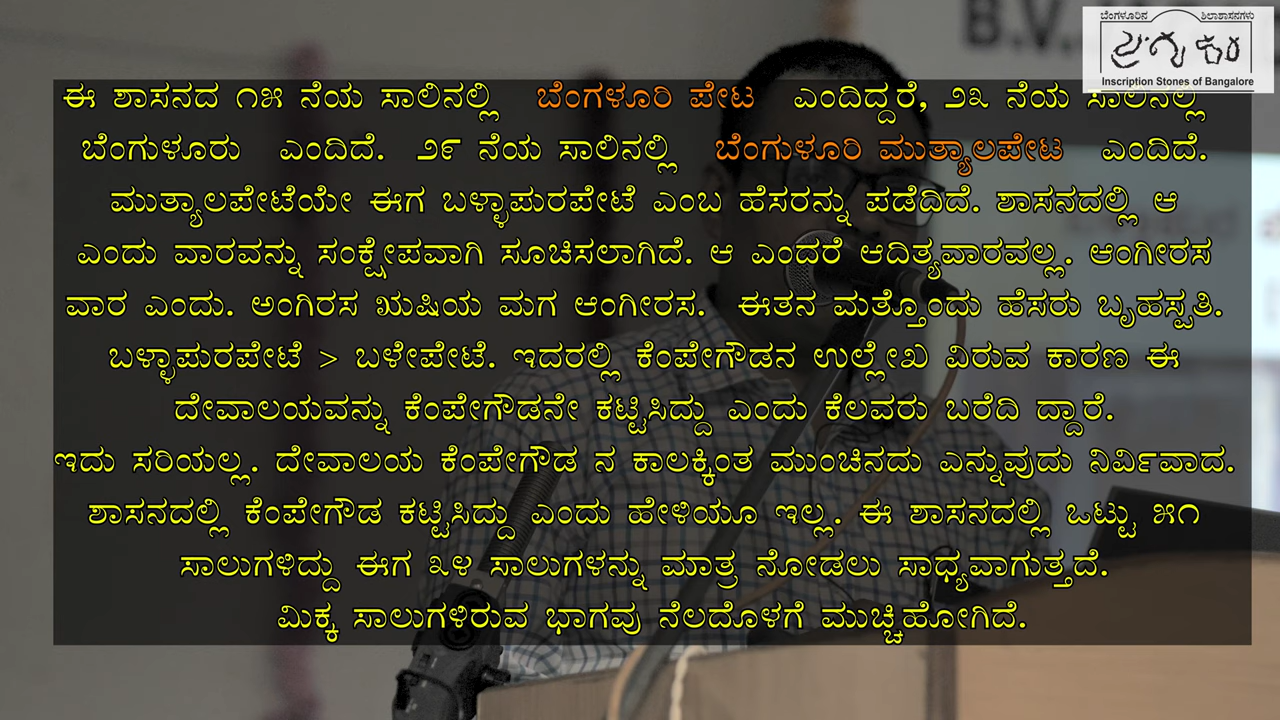 B.V.
ಬೆಂಗಳೂರಿನ ಶಿಲಾಶಾಸನಗಳು
Inscription Stones of Bangalore
ಈ ಶಾಸನದ ೧೫ ನೆಯ ಸಾಲಿನಲ್ಲಿ ಬೆಂಗಳೂರಿ ಪೇಟ ಎಂದಿದ್ದರೆ, ೨೩ ನೆಯ ಸಾಲಿನಲ್ಲಿ
ಬೆಂಗುಳೂರು ಎಂದಿದೆ. ೨೯ ನೆಯ ಸಾಲಿನಲ್ಲಿ ಬೆಂಗುಳೂರಿ ಮುತ್ಯಾಲಪೇಟ ಎಂದಿದೆ.
ಮುತ್ಯಾಲಪೇಟೆಯೇ ಈಗ ಬಳ್ಳಾಪುರಪೇಟೆ ಎಂಬ ಹೆಸರನ್ನು ಪಡೆದಿದೆ. ಶಾಸನದಲ್ಲಿ ಆ
ಎಂದು ವಾರವನ್ನು ಸಂಕ್ಷೇಪವಾಗಿ ಸೂಚಿಸಲಾಗಿದೆ. ಆ ಎಂದರೆ ಆದಿತ್ಯವಾರವಲ್ಲ. ಆಂಗೀರಸ
ವಾರ ಎಂದು. ಅಂಗಿರಸ ಋಷಿಯ ಮಗ ಆಂಗೀರಸ. ಈತನ ಮತ್ತೊಂದು ಹೆಸರು ಬೃಹಸ್ಪತಿ.
ಬಳ್ಳಾಪುರಪೇಟೆ > ಬಳೇಪೇಟೆ. ಇದರಲ್ಲಿ ಕೆಂಪೇಗೌಡನ ಉಲ್ಲೇಖ ವಿರುವ ಕಾರಣ ಈ
ದೇವಾಲಯವನ್ನು ಕೆಂಪೇಗೌಡನೇ ಕಟ್ಟಿಸಿದ್ದು ಎಂದು ಕೆಲವರು ಬರೆದಿ ದ್ದಾರೆ.
ಇದು ಸರಿಯಲ್ಲ. ದೇವಾಲಯ ಕೆಂಪೇಗೌಡ ನ ಕಾಲಕ್ಕಿಂತ ಮುಂಚಿನದು ಎನ್ನುವುದು ನಿರ್ವಿವಾದ.
ಶಾಸನದಲ್ಲಿ ಕೆಂಪೇಗೌಡ ಕಟ್ಟಿಸಿದ್ದು ಎಂದು ಹೇಳಿಯೂ ಇಲ್ಲ. ಈ ಶಾಸನದಲ್ಲಿ ಒಟ್ಟು ೫೧
ಸಾಲುಗಳಿದ್ದು ಈಗ ೩೪ ಸಾಲುಗಳನ್ನು ಮಾತ್ರ ನೋಡಲು ಸಾಧ್ಯವಾಗುತ್ತದೆ.
ಮಿಕ್ಕ ಸಾಲುಗಳಿರುವ ಭಾಗವು ನೆಲದೊಳಗೆ ಮುಚ್ಚಿಹೋಗಿದೆ.